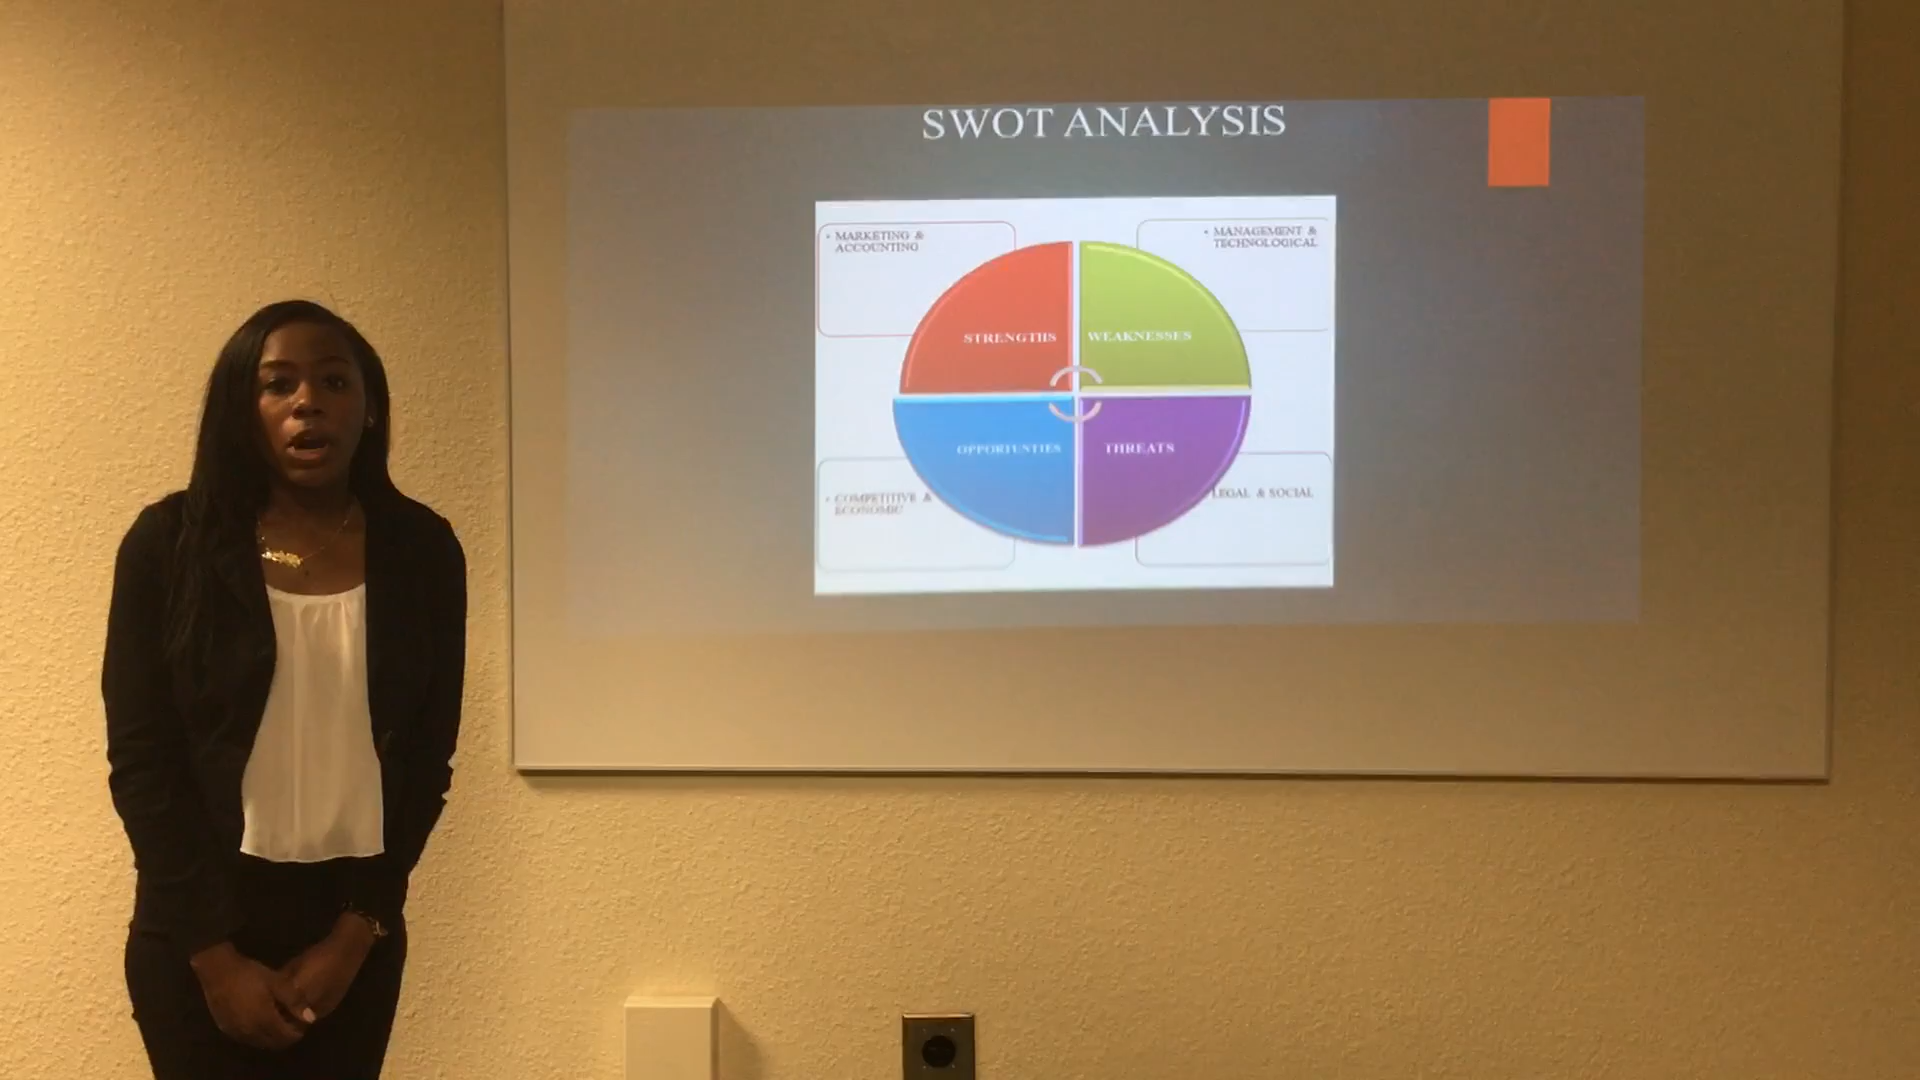 SWOT ANALYSIS
• MARKETING &
ACCOUNTING
• MANAGEMENT &
TECHNOLOGICAL
STRENGTHS
WEAKNESSES
OPPORTUNTIES
THREATS
• COMPETITIVE &
ECONOMIC
LEGAL & SOCIAL